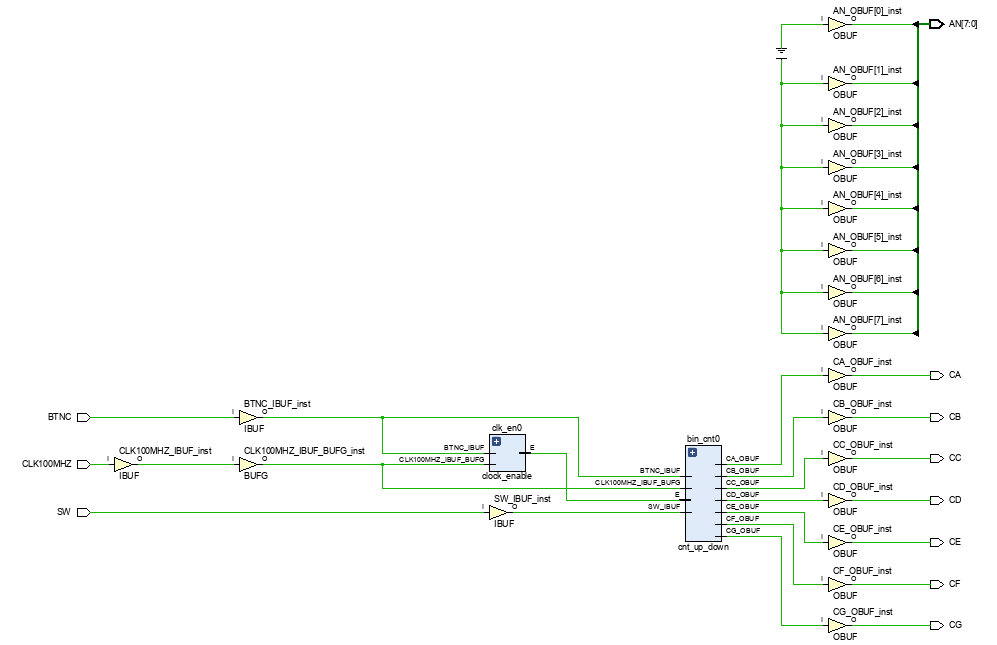 AN_OBUF[0]_inst
I O
OBUF
AN[7:0]
AN_OBUF[1]_inst
I O
OBUF
AN_OBUF[2]_inst
I O
OBUF
AN_OBUF[3]_inst
I O
OBUF
AN_OBUF[4]_inst
I O
OBUF
AN_OBUF[5]_inst
I O
OBUF
AN_OBUF[6]_inst
I O
OBUF
AN_OBUF[7]_inst
I O
OBUF
CA_OBUF_inst
I O
OBUF
CA
BTNC
BTNC_IBUF_inst
I O
IBUF
CB_OBUF_inst
I O
OBUF
CB
CLK100MHZ
CLK100MHZ_IBUF_inst
I O
IBUF
CLK100MHZ_IBUF_BUFG_inst
I O
BUFG
clk_en0
BTNC_IBUF
CLK100MHZ_IBUF_BUFG
E
clock_enable
SW
SW_IBUF_inst
I O
IBUF
bin_cnt0
BTNC_IBUF
CLK100MHZ_IBUF_BUFG
E
SW_IBUF
CA_OBUF
CB_OBUF
CC_OBUF
CD_OBUF
CE_OBUF
CF_OBUF
CG_OBUF
cnt_up_down
CC_OBUF_inst
I O
OBUF
CC
CD_OBUF_inst
I O
OBUF
CD
CE_OBUF_inst
I O
OBUF
CE
CF_OBUF_inst
I O
OBUF
CF
CG_OBUF_inst
I O
OBUF
CG